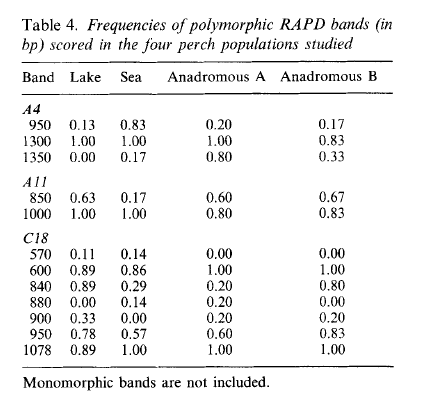 Table 4. Frequencies of polymorphic RAPD bands (in
bp) scored in the four perch populations studied
Band Lake Sea Anadromous A Anadromous B
A4
950 0.13 0.83 0.20 0.17
1300 1.00 1.00 1.00 0.83
1350 0.00 0.17 0.80 0.33
A11
850 0.63 0.17 0.60 0.67
1000 1.00 1.00 0.80 0.83
C18
570 0.11 0.14 0.00 0.00
600 0.89 0.86 1.00 1.00
840 0.89 0.29 0.20 0.80
880 0.00 0.14 0.20 0.00
900 0.33 0.00 0.20 0.20
950 0.78 0.57 0.60 0.83
1078 0.89 1.00 1.00 1.00
Monomorphic bands are not included.